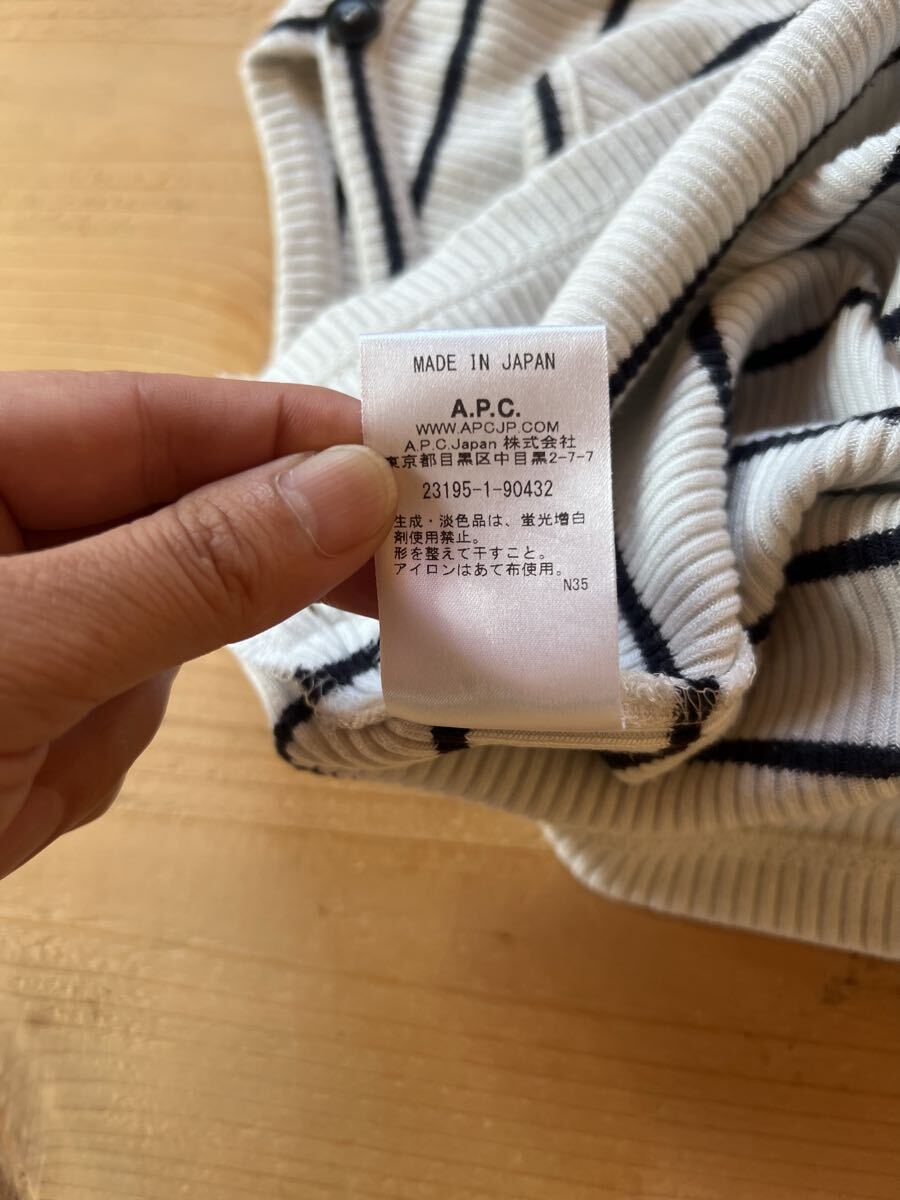 MADE IN JAPAN
A.P.C.
WWW.APCJP.COM
A.P.C.Japan 株式会社
東京都目黒区中目黒2-7-7
23195-1-90432
生成・淡色品は、蛍光増白
剤使用禁止。
形を整えて干すこと。
アイロンはあて布使用。
N35